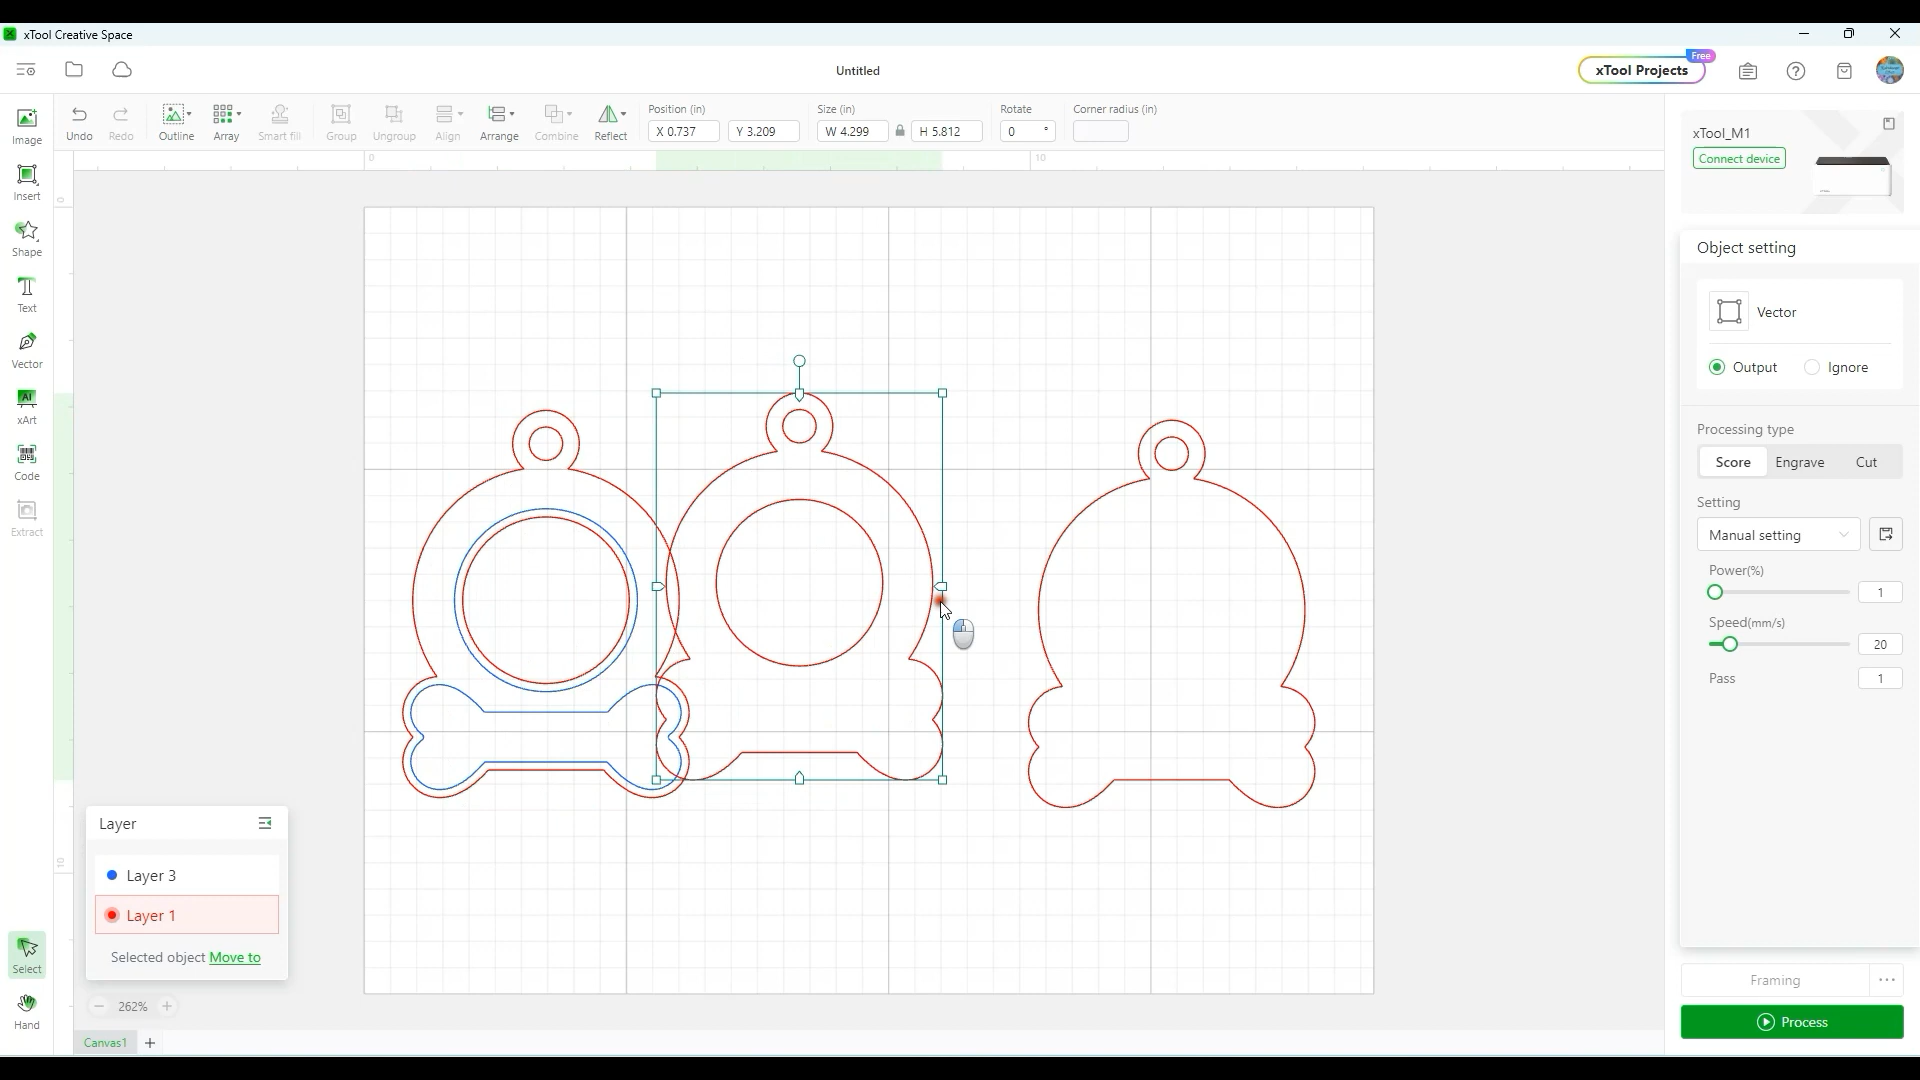 xTool Creative Space
Untitled
xTool Projects
Free
Undo
Redo
Outline
Array
Smart fill
Group
Ungroup
Align
Arrange
Combine
Reflect
Position (in)
X 0.737
Y 3.209
Size (in)
W 4.299
H 5.812
Rotate
0 °
Corner radius (in)
Image
Insert
Shape
Text
Vector
AI
xArt
Code
Extract
Select
Hand
0
10
0
10
Layer
Layer 3
Layer 1
Selected object Move to
262%
Canvas1
xTool_M1
Connect device
Object setting
Vector
Output
Ignore
Processing type
Score
Engrave
Cut
Setting
Manual setting
Power(%)
1
Speed(mm/s)
20
Pass
1
Framing
Process